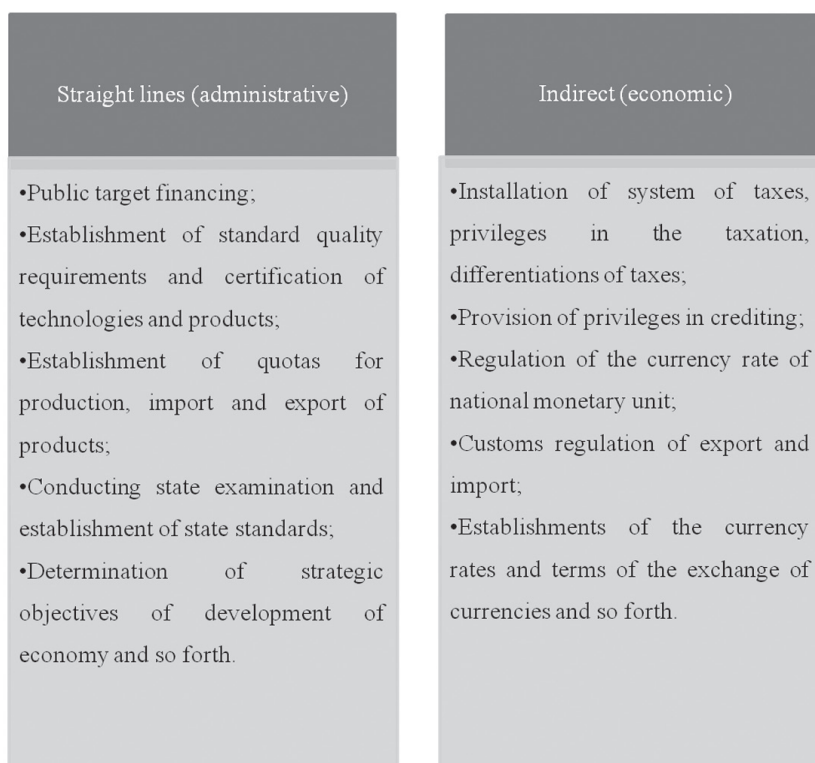 Straight lines (administrative)
•Public target financing;
•Establishment of standard quality
requirements and certification of
technologies and products;
•Establishment of quotas for
production, import and export of
products;
•Conducting state examination and
establishment of state standards;
•Determination of strategic
objectives of development of
economy and so forth.
Indirect (economic)
•Installation of system of taxes,
privileges in the taxation,
differentiations of taxes;
•Provision of privileges in crediting;
•Regulation of the currency rate of
national monetary unit;
•Customs regulation of export and
import;
•Establishments of the currency
rates and terms of the exchange of
currencies and so forth.